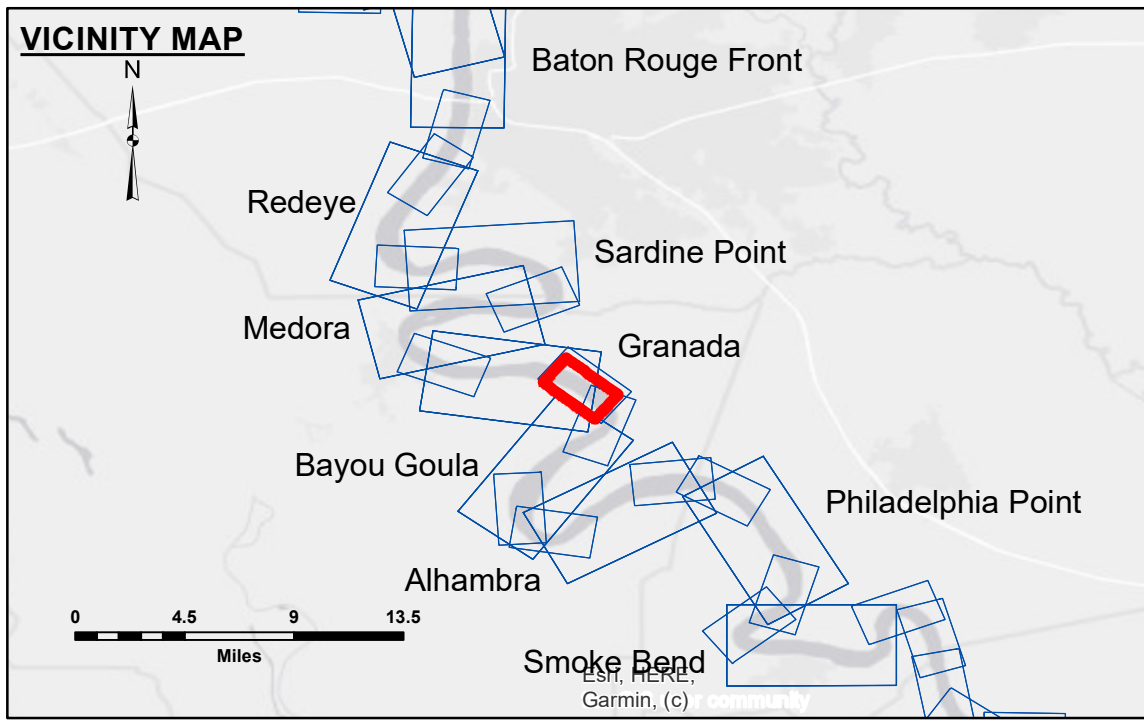 VICINITY MAP
N
Baton Rouge Front
Redeye
Sardine Point
Medora
Granada
Bayou Goula
Philadelphia Point
Alhambra
0 4.5 9 13.5
Miles
Smoke Bend
Esri, HERE,
Garmin, (c)
community